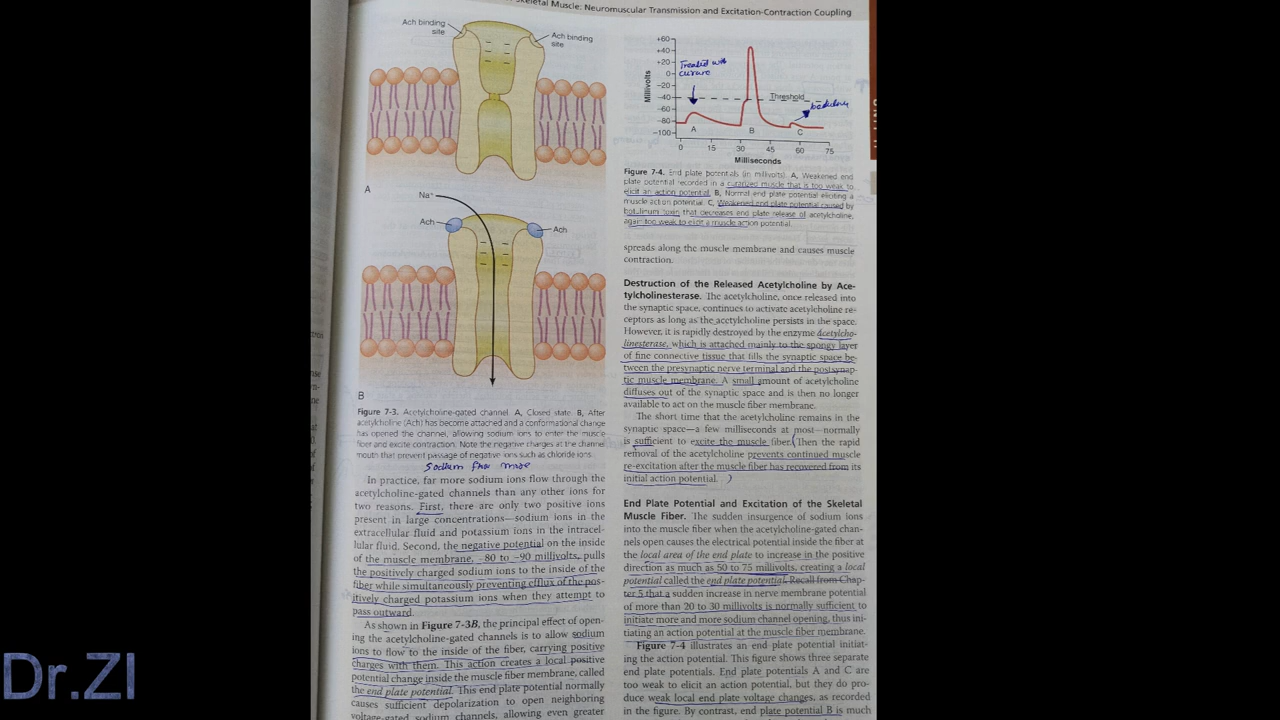 Skeletal Muscle: Neuromuscular Transmission and Excitation-Contraction Coupling
Ach binding
site
Ach binding
site
A
Na+
Ach
Ach
B
Figure 7-3. Acetylcholine-gated channel. A, Closed state. B, After
acetylcholine (Ach) has become attached and a conformational change
has opened the channel, allowing sodium ions to enter the muscle
fiber and excite contraction. Note the negative charges at the channel
mouth that prevent passage of negative ions such as chloride ions.
Sodium flow more
In practice, far more sodium ions flow through the
acetylcholine-gated channels than any other ions for
two reasons. First, there are only two positive ions
present in large concentrations—sodium ions in the
extracellular fluid and potassium ions in the intracel-
lular fluid. Second, the negative potential on the inside
of the muscle membrane, −80 to −90 millivolts, pulls
the positively charged sodium ions to the inside of the
fiber while simultaneously preventing efflux of the pos-
itively charged potassium ions when they attempt to
pass outward.
As shown in Figure 7-3B, the principal effect of open-
ing the acetylcholine-gated channels is to allow sodium
ions to flow to the inside of the fiber, carrying positive
charges with them. This action creates a local positive
potential change inside the muscle fiber membrane, called
the end plate potential. This end plate potential normally
causes sufficient depolarization to open neighboring
voltage-gated sodium channels, allowing even greater
+60
+40
+20
0
−20
−40
−60
−80
−100
Millivolts
Treated with
curare
Threshold
A
B
C
0 15 30 45 60 75
Milliseconds
Figure 7-4. End plate potentials (in millivolts). A, Weakened end
plate potential recorded in a curarized muscle that is too weak to
elicit an action potential. B, Normal end plate potential eliciting a
muscle action potential. C, Weakened end plate potential caused by
botulinum toxin that decreases end plate release of acetylcholine,
again too weak to elicit a muscle action potential.
spreads along the muscle membrane and causes muscle
contraction.
Destruction of the Released Acetylcholine by Ace-
tylcholinesterase. The acetylcholine, once released into
the synaptic space, continues to activate acetylcholine re-
ceptors as long as the acetylcholine persists in the space.
However, it is rapidly destroyed by the enzyme acetylcho-
linesterase, which is attached mainly to the spongy layer
of fine connective tissue that fills the synaptic space be-
tween the presynaptic nerve terminal and the postsynap-
tic muscle membrane. A small amount of acetylcholine
diffuses out of the synaptic space and is then no longer
available to act on the muscle fiber membrane.
The short time that the acetylcholine remains in the
synaptic space—a few milliseconds at most—normally
is sufficient to excite the muscle fiber. (Then the rapid
removal of the acetylcholine prevents continued muscle
re-excitation after the muscle fiber has recovered from its
initial action potential. )
End Plate Potential and Excitation of the Skeletal
Muscle Fiber. The sudden insurgence of sodium ions
into the muscle fiber when the acetylcholine-gated chan-
nels open causes the electrical potential inside the fiber at
the local area of the end plate to increase in the positive
direction as much as 50 to 75 millivolts, creating a local
potential called the end plate potential. Recall from Chap-
ter 5 that a sudden increase in nerve membrane potential
of more than 20 to 30 millivolts is normally sufficient to
initiate more and more sodium channel opening, thus ini-
tiating an action potential at the muscle fiber membrane.
Figure 7-4 illustrates an end plate potential initiat-
ing the action potential. This figure shows three separate
end plate potentials. End plate potentials A and C are
too weak to elicit an action potential, but they do pro-
duce weak local end plate voltage changes, as recorded
in the figure. By contrast, end plate potential B is much
Dr.ZI